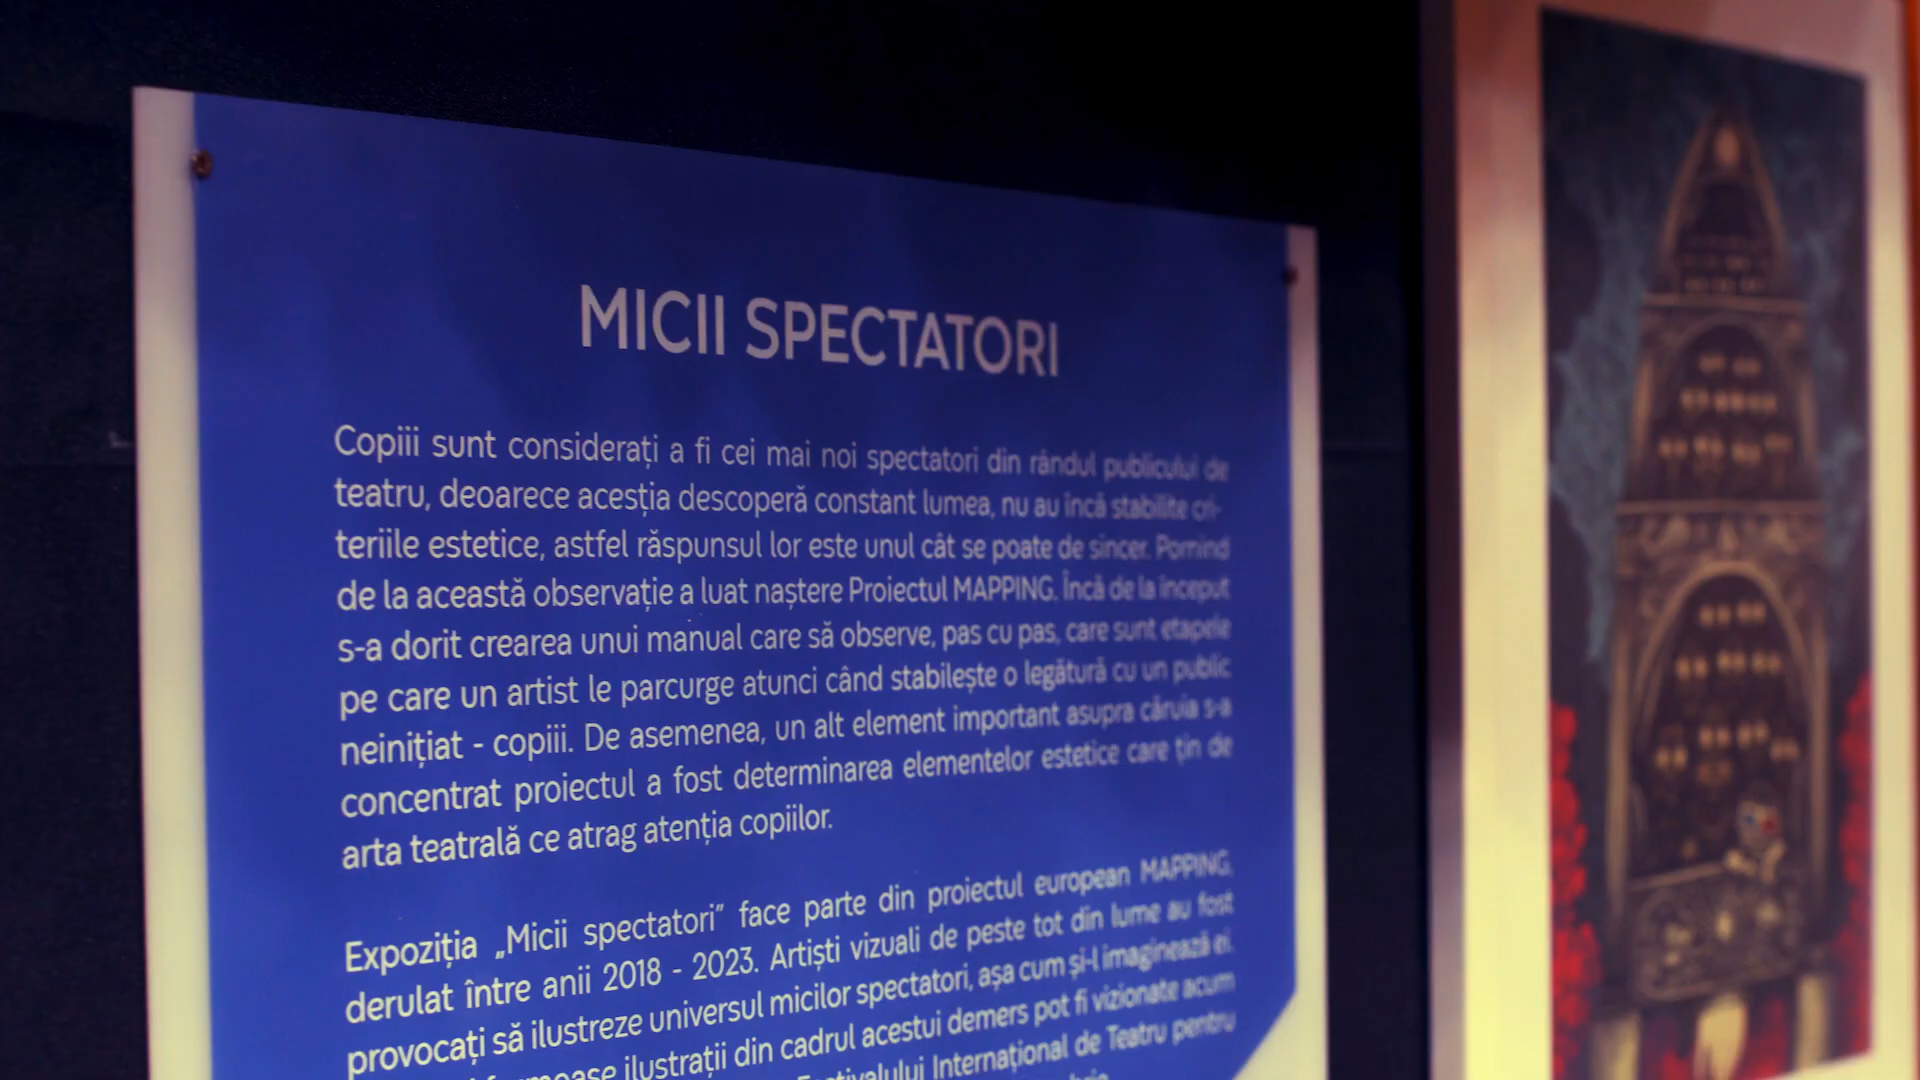 MICII SPECTATORI
Copiii sunt considerați a fi cei mai noi spectatori din rândul publicului de
teatru, deoarece aceștia descoperă constant lumea, nu au încă stabilite cri-
teriile estetice, astfel răspunsul lor este unul cât se poate de sincer. Pornind
de la această observație a luat naștere Proiectul MAPPING. Încă de la început
s-a dorit crearea unui manual care să observe, pas cu pas, care sunt etapele
pe care un artist le parcurge atunci când stabilește o legătură cu un public
neinițiat - copiii. De asemenea, un alt element important asupra căruia s-a
concentrat proiectul a fost determinarea elementelor estetice care țin de
arta teatrală ce atrag atenția copiilor.
Expoziția „Micii spectatori” face parte din proiectul european MAPPING,
derulat între anii 2018 - 2023. Artiști vizuali de peste tot din lume au fost
provocați să ilustreze universul micilor spectatori, așa cum și-l imaginează ei.
ilustrații din cadrul acestui demers pot fi vizionate acum
Internațional de Teatru pentru